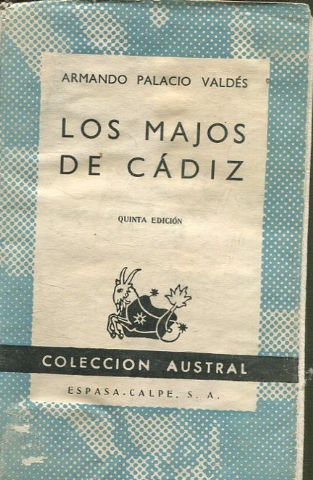 ARMANDO PALACIO VALDÉS
LOS MAJOS
DE CÁDIZ
QUINTA EDICIÓN
COLECCION AUSTRAL
ESPASA-CALPE, S. A.